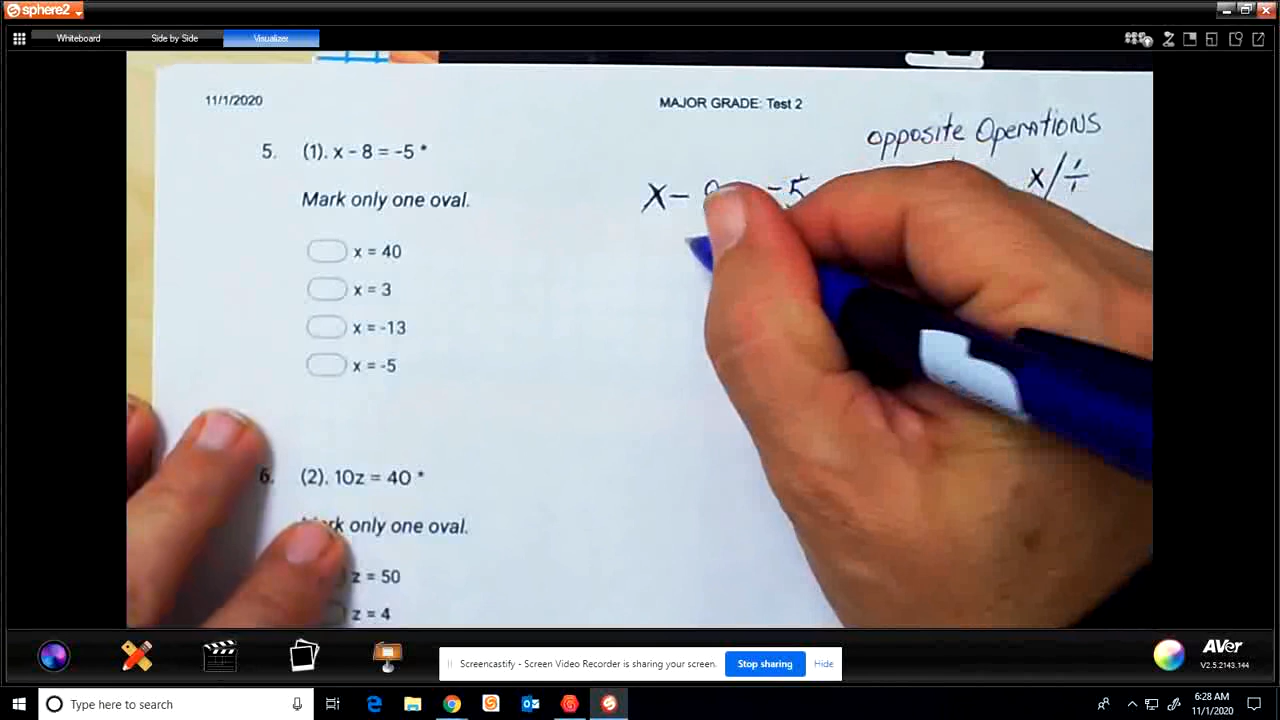 sphere2
Whiteboard
Side by Side
Visualizer
11/1/2020
MAJOR GRADE: Test 2
opposite Operations
x/÷
5. (1). x - 8 = -5 *
x - -5
Mark only one oval.
x = 40
x = 3
x = -13
x = -5
6. (2). 10z = 40 *
only one oval.
z = 50
z = 4
Screencastify - Screen Video Recorder is sharing your screen.
Stop sharing
Hide
AVer
V2.5.2143.144
Type here to search
6:28 AM
11/1/2020